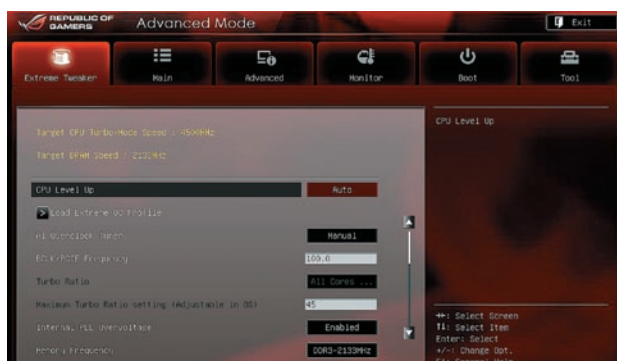 REPUBLIC OF
GAMERS
Advanced Mode
Exit
Extreme Tweaker
Main
Advanced
Monitor
Boot
Tool
Target CPU Turbo-Mode Speed : 4500MHz
Target DRAM Speed : 2133MHz
CPU Level Up
CPU Level Up Auto
> Load Extreme OC Profile
Ai Overclock Tuner Manual
BCLK/PCIE Frequency 100.0
Turbo Ratio All Cores ...
Maximum Turbo Ratio setting (Adjustable in OS) 45
Internal PLL Overvoltage Enabled
Memory Frequency DDR3-2133MHz
: Select Screen
: Select Item
Enter: Select
+/-: Change Opt.